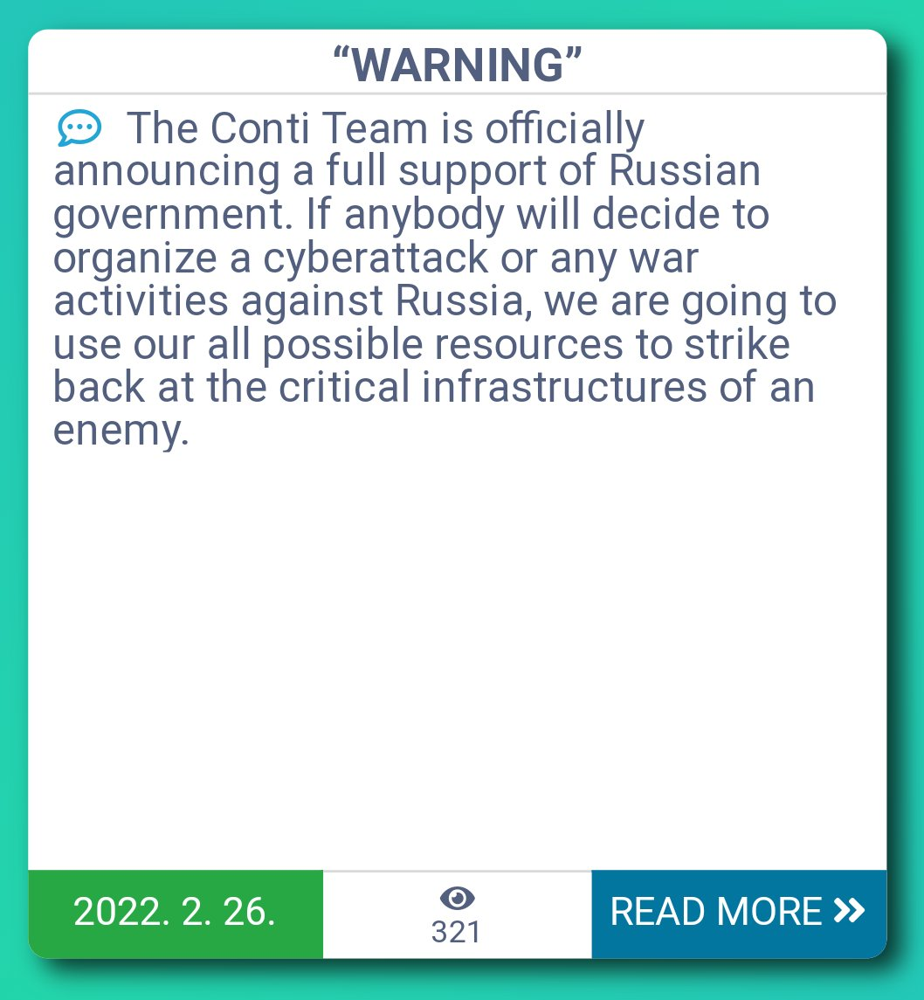 “WARNING”
The Conti Team is officially
announcing a full support of Russian
government. If anybody will decide to
organize a cyberattack or any war
activities against Russia, we are going to
use our all possible resources to strike
back at the critical infrastructures of an
enemy.
2022. 2. 26.
321
READ MORE